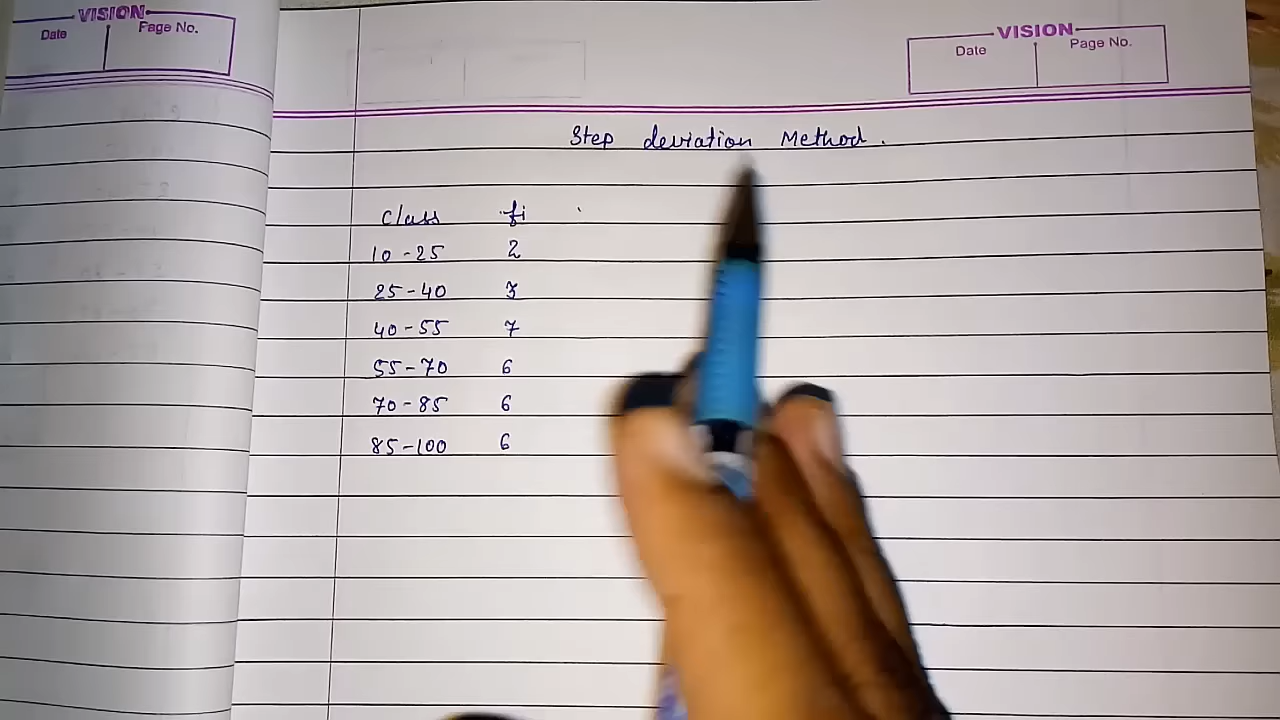 VISION
Date Page No.
VISION
Date Page No.
Step deviation Method.
Class fi
10-25 2
25-40 3
40-55 7
55-70 6
70-85 6
85-100 6